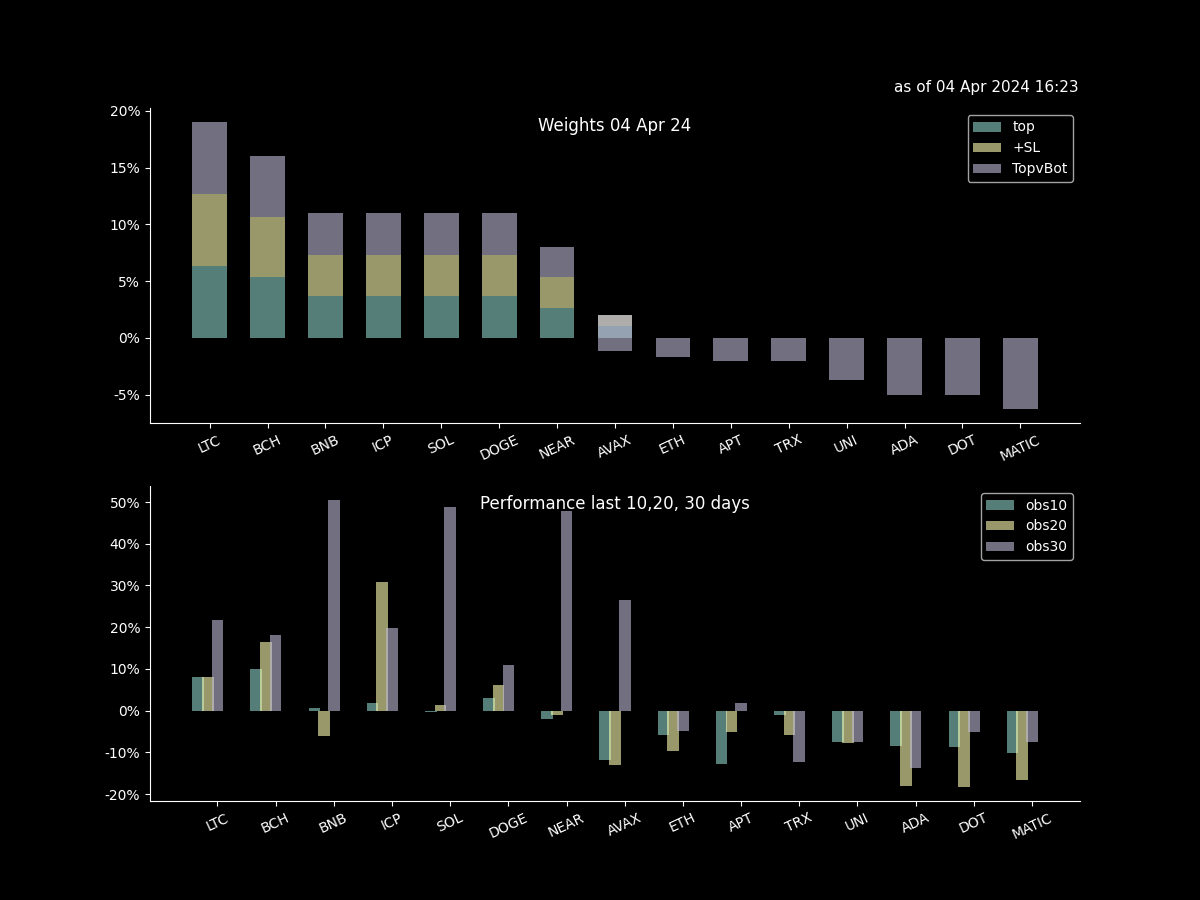 as of 04 Apr 2024 16:23
Weights 04 Apr 24
top
+SL
TopvBot
20%
15%
10%
5%
0%
-5%
LTC BCH BNB ICP SOL DOGE NEAR AVAX ETH APT TRX UNI ADA DOT MATIC
Performance last 10,20, 30 days
obs10
obs20
obs30
50%
40%
30%
20%
10%
0%
-10%
-20%
LTC BCH BNB ICP SOL DOGE NEAR AVAX ETH APT TRX UNI ADA DOT MATIC